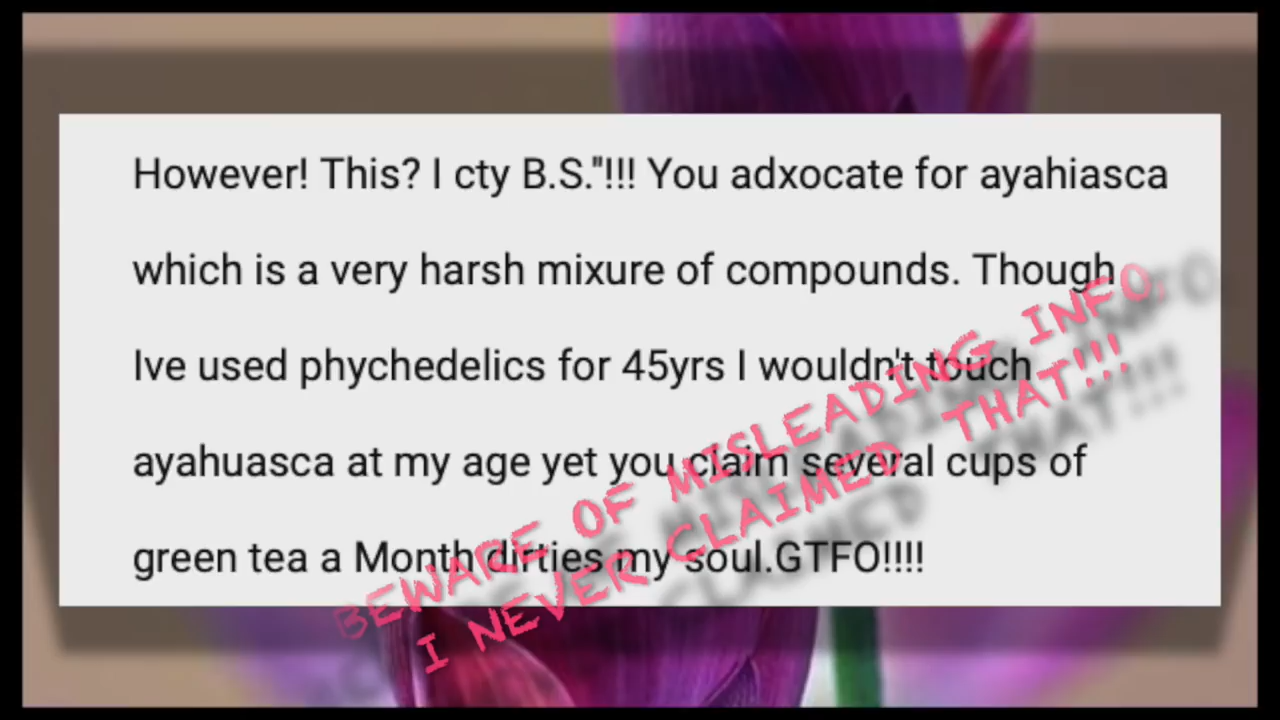 However! This? I cty B.S."!!! You adxocate for ayahiasca
which is a very harsh mixure of compounds. Though
Ive used phychedelics for 45yrs I wouldn't touch
ayahuasca at my age yet you claim several cups of
green tea a Month dirties my soul.GTFO!!!!
BEWARE OF MISLEADING INFO.
I NEVER CLAIMED THAT!!!